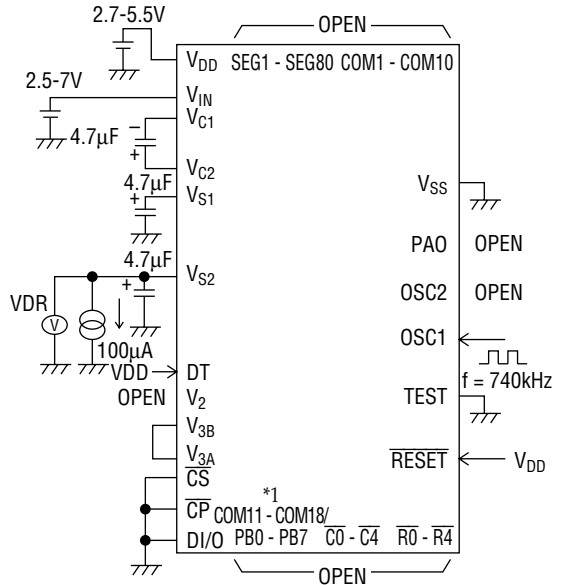 2.7-5.5V
OPEN
VDD SEG1 - SEG80 COM1 - COM10
2.5-7V
VIN
VC1
4.7μF
–
+
VC2
4.7μF
+
VS1
VSS
PAO OPEN
4.7μF
+
VS2
OSC2 OPEN
VDR
V
OSC1
100μA
VDD
DT
f = 740kHz
OPEN
V2
TEST
V3B
V3A
RESET
VDD
CS
*1
CP
COM11 - COM18/
DI/O
PB0 - PB7 C0 - C4 R0 - R4
OPEN